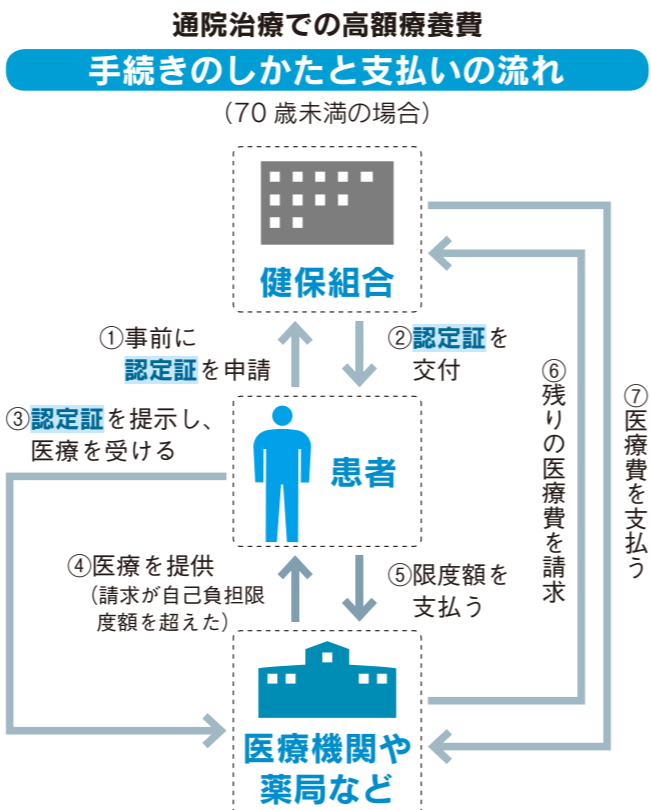 通院治療での高額療養費
手続きのしかたと支払いの流れ
（70 歳未満の場合）
健保組合
①事前に
認定証を申請
②認定証を
交付
③認定証を提示し、
医療を受ける
患者
④医療を提供
（請求が自己負担限
度額を超えた）
⑤限度額を
支払う
⑥残りの医療費を請求
⑦医療費を支払う
医療機関や
薬局など